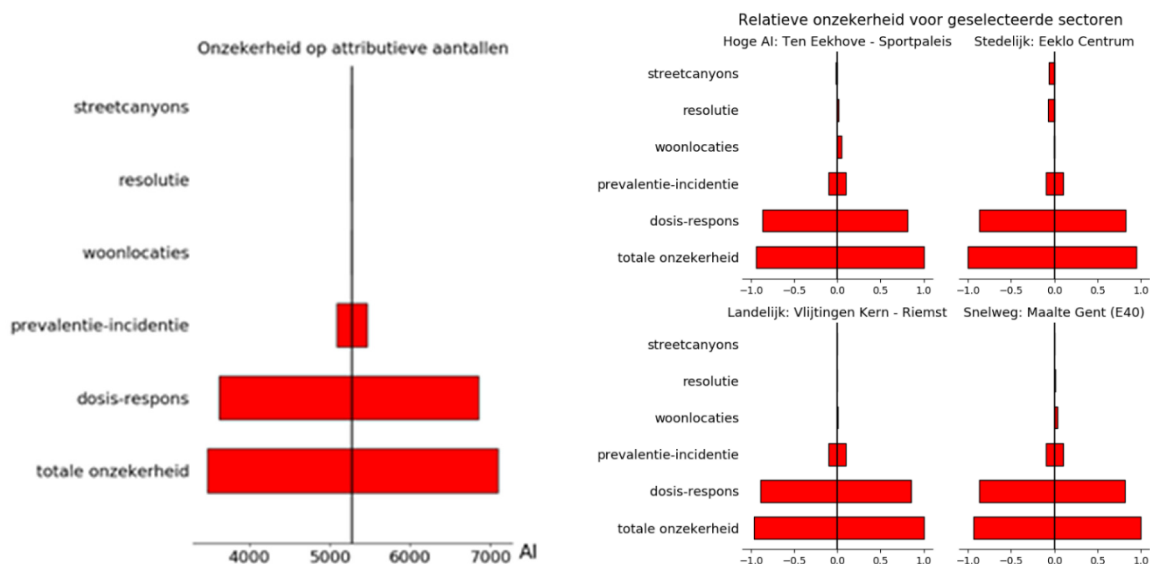 Onzekerheid op attributieve aantallen
streetcanyons
resolutie
woonlocaties
prevalentie-incidentie
dosis-respons
totale onzekerheid
4000 5000 6000 7000 AI
Relatieve onzekerheid voor geselecteerde sectoren
Hoge AI: Ten Eekhove - Sportpaleis
Stedelijk: Eeklo Centrum
streetcanyons
resolutie
woonlocaties
prevalentie-incidentie
dosis-respons
totale onzekerheid
−1.0 −0.5 0.0 0.5 1.0
−1.0 −0.5 0.0 0.5 1.0
Landelijk: Vlijtingen Kern - Riemst
Snelweg: Maalte Gent (E40)
streetcanyons
resolutie
woonlocaties
prevalentie-incidentie
dosis-respons
totale onzekerheid
−1.0 −0.5 0.0 0.5 1.0
−1.0 −0.5 0.0 0.5 1.0